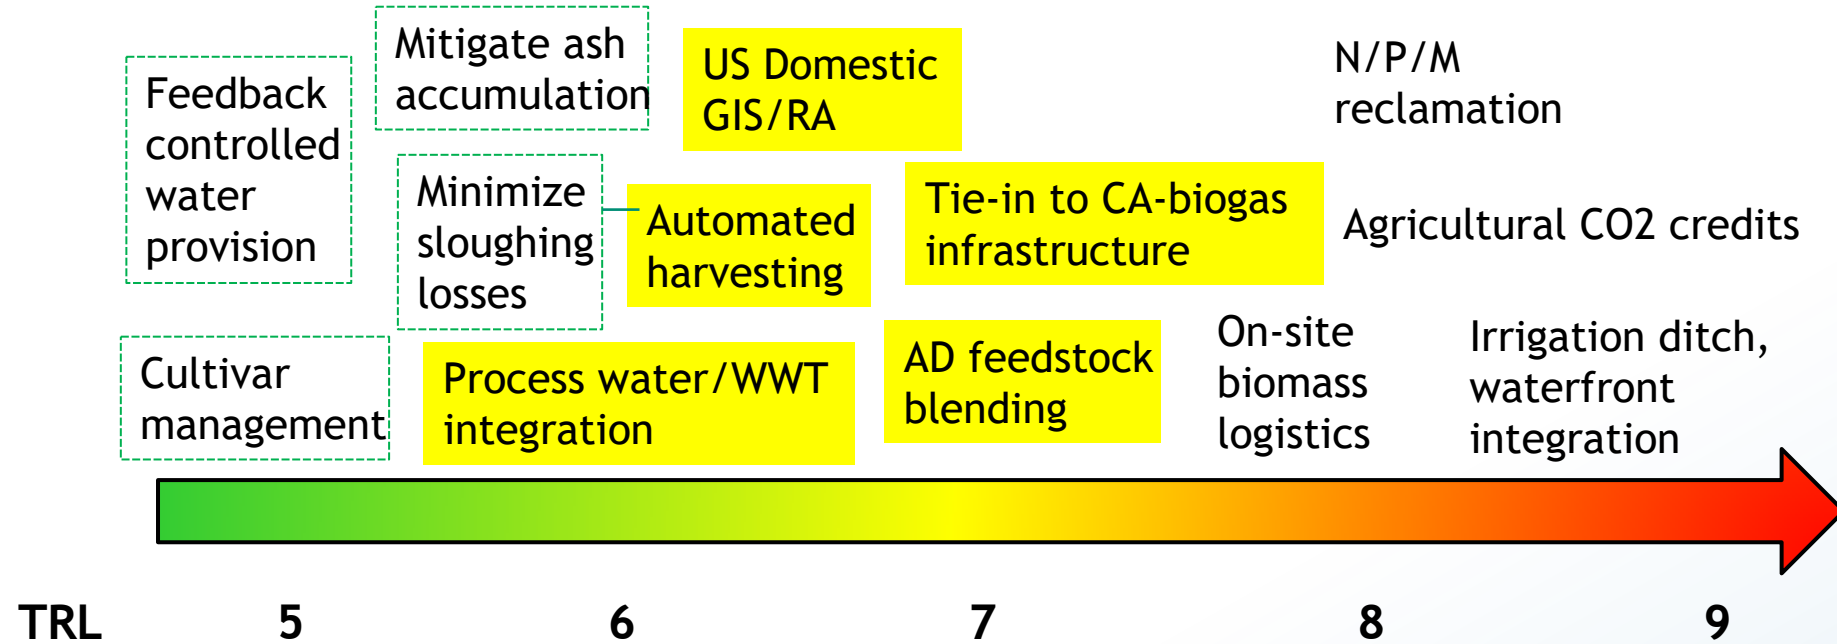 Feedback
controlled
water
provision
Mitigate ash
accumulation
US Domestic
GIS/RA
N/P/M
reclamation
Minimize
sloughing
losses
Automated
harvesting
Tie-in to CA-biogas
infrastructure
Agricultural CO2 credits
Cultivar
management
Process water/WWT
integration
AD feedstock
blending
On-site
biomass
logistics
Irrigation ditch,
waterfront
integration
TRL 5 6 7 8 9